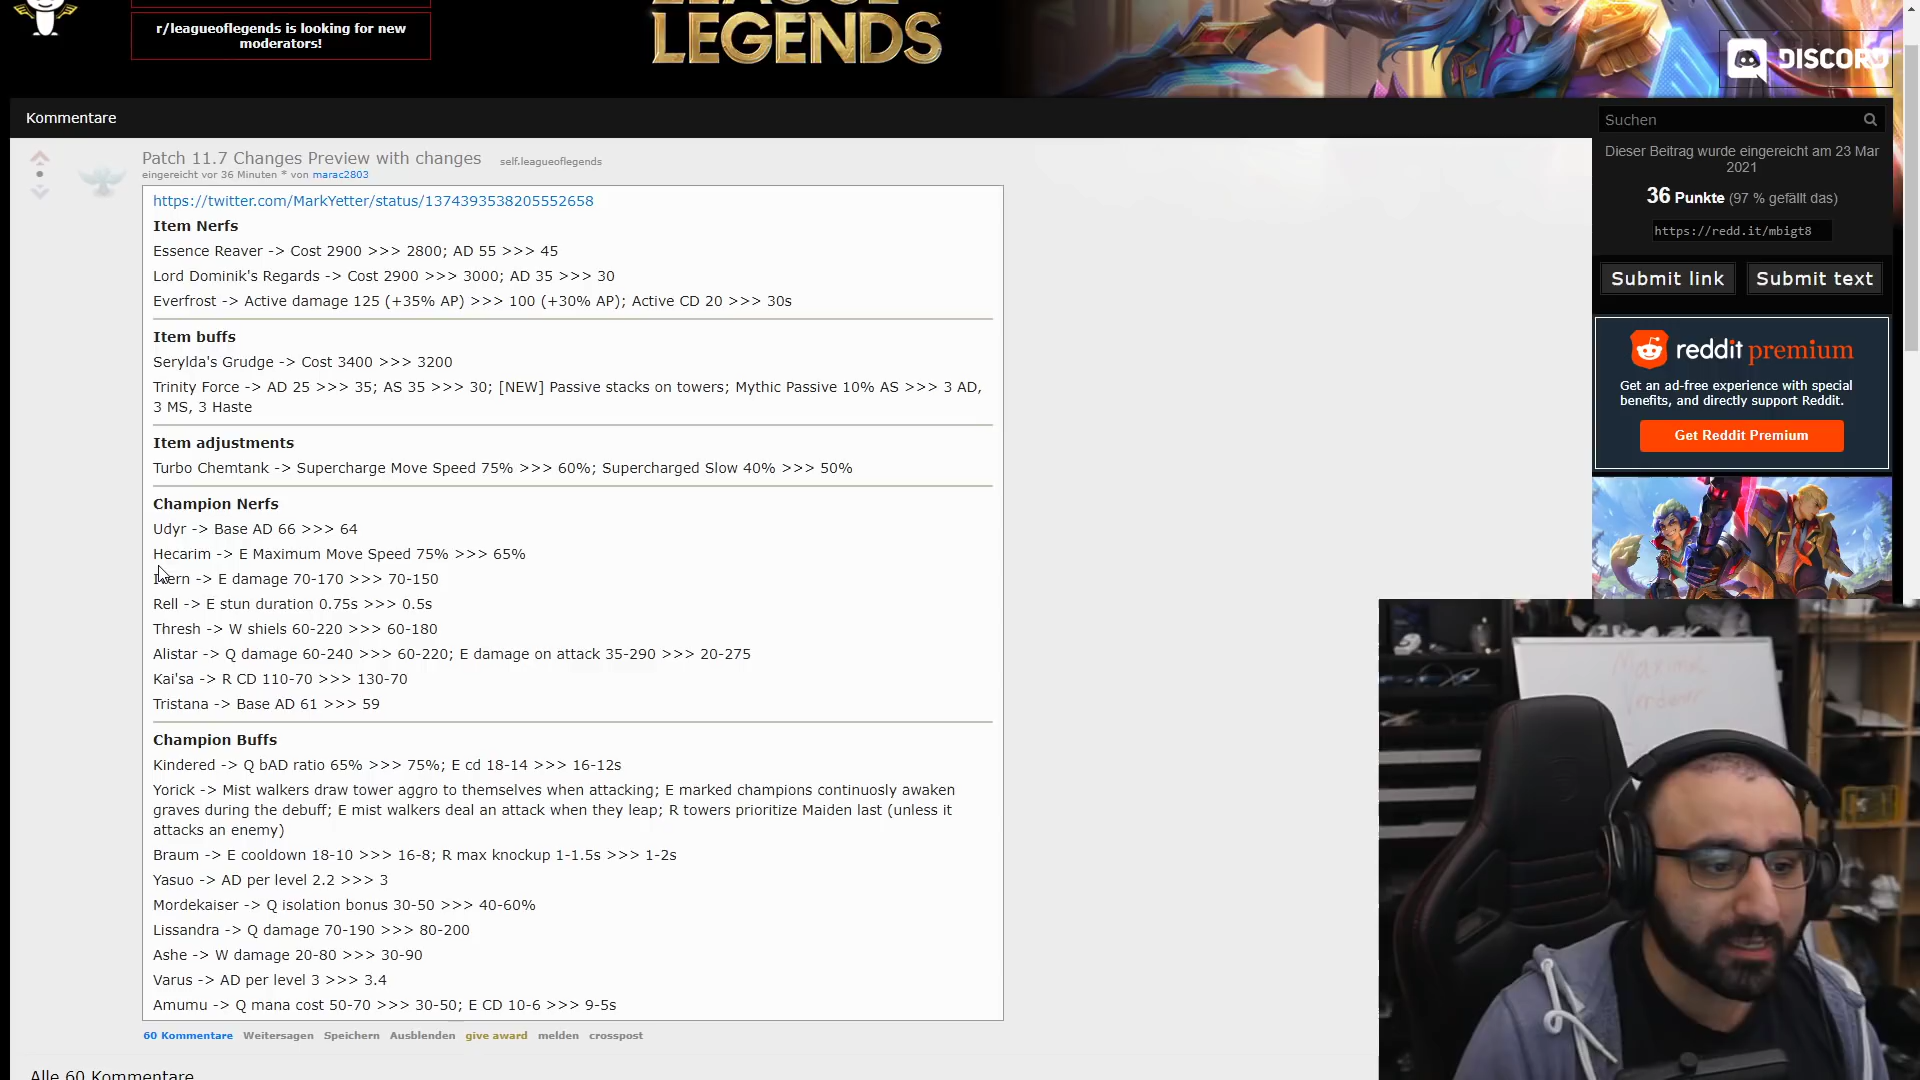 r/leagueoflegends is looking for new
moderators!
LEGENDS
DISCORD
Kommentare
Suchen
Patch 11.7 Changes Preview with changes self.leagueoflegends
eingereicht vor 36 Minuten * von marac2803
Dieser Beitrag wurde eingereicht am 23 Mar
2021
36 Punkte (97 % gefällt das)
https://redd.it/mbigt8
Submit link Submit text
https://twitter.com/MarkYetter/status/1374393538205552658
Item Nerfs
Essence Reaver -> Cost 2900 >>> 2800; AD 55 >>> 45
Lord Dominik's Regards -> Cost 2900 >>> 3000; AD 35 >>> 30
Everfrost -> Active damage 125 (+35% AP) >>> 100 (+30% AP); Active CD 20 >>> 30s
Item buffs
Serylda's Grudge -> Cost 3400 >>> 3200
Trinity Force -> AD 25 >>> 35; AS 35 >>> 30; [NEW] Passive stacks on towers; Mythic Passive 10% AS >>> 3 AD,
3 MS, 3 Haste
Item adjustments
Turbo Chemtank -> Supercharge Move Speed 75% >>> 60%; Supercharged Slow 40% >>> 50%
Champion Nerfs
Udyr -> Base AD 66 >>> 64
Hecarim -> E Maximum Move Speed 75% >>> 65%
Ivern -> E damage 70-170 >>> 70-150
Rell -> E stun duration 0.75s >>> 0.5s
Thresh -> W shiels 60-220 >>> 60-180
Alistar -> Q damage 60-240 >>> 60-220; E damage on attack 35-290 >>> 20-275
Kai'sa -> R CD 110-70 >>> 130-70
Tristana -> Base AD 61 >>> 59
Champion Buffs
Kindered -> Q bAD ratio 65% >>> 75%; E cd 18-14 >>> 16-12s
Yorick -> Mist walkers draw tower aggro to themselves when attacking; E marked champions continuosly awaken
graves during the debuff; E mist walkers deal an attack when they leap; R towers prioritize Maiden last (unless it
attacks an enemy)
Braum -> E cooldown 18-10 >>> 16-8; R max knockup 1-1.5s >>> 1-2s
Yasuo -> AD per level 2.2 >>> 3
Mordekaiser -> Q isolation bonus 30-50 >>> 40-60%
Lissandra -> Q damage 70-190 >>> 80-200
Ashe -> W damage 20-80 >>> 30-90
Varus -> AD per level 3 >>> 3.4
Amumu -> Q mana cost 50-70 >>> 30-50; E CD 10-6 >>> 9-5s
60 Kommentare Weitersagen Speichern Ausblenden give award melden crosspost
Alle 60 Kommentare
reddit premium
Get an ad-free experience with special
benefits, and directly support Reddit.
Get Reddit Premium